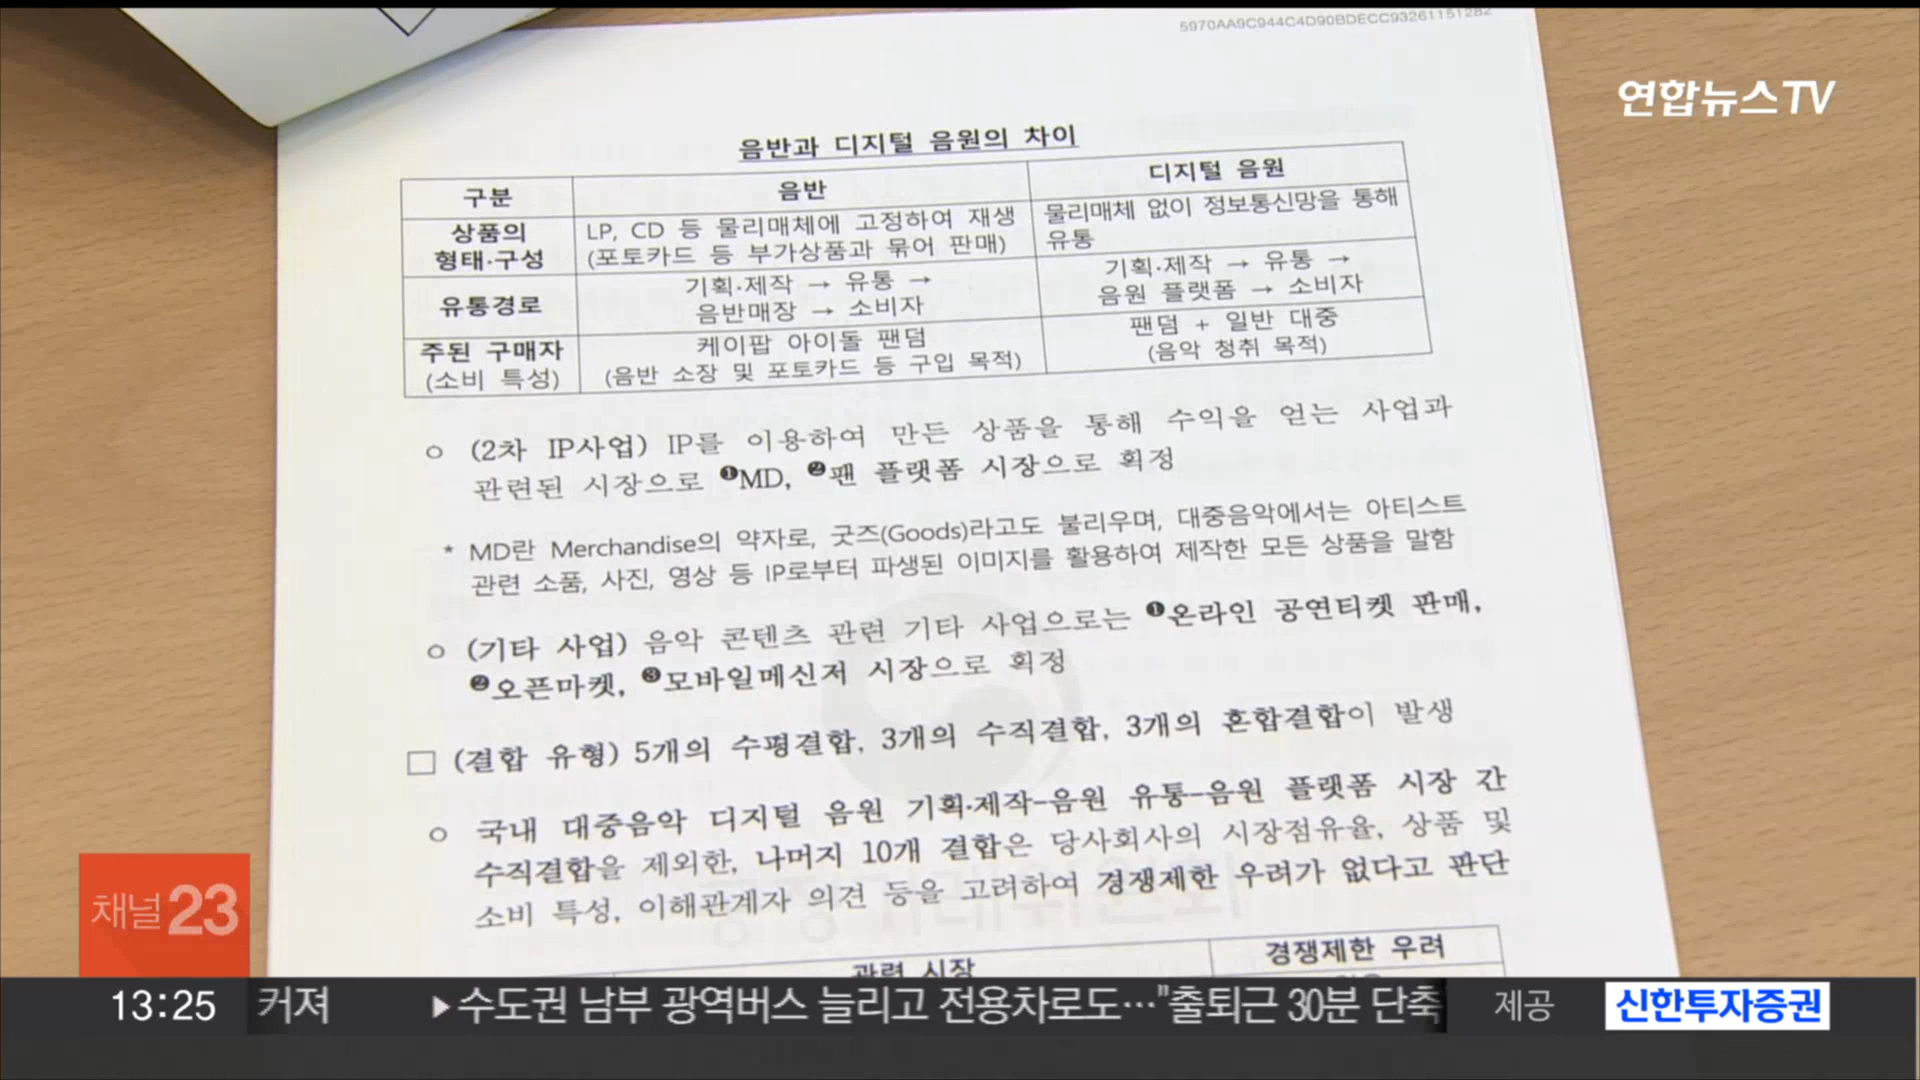 5970AA9C944C4D90BDECC93261151282
연합뉴스TV
음반과 디지털 음원의 차이
구분 음반 디지털 음원
상품의 형태·구성
LP, CD 등 물리매체에 고정하여 재생
(포토카드 등 부가상품과 묶어 판매)
물리매체 없이 정보통신망을 통해
유통
유통경로
기획·제작 → 유통 →
음반매장 → 소비자
기획·제작 → 유통 →
음원 플랫폼 → 소비자
주된 구매자
(소비 특성)
케이팝 아이돌 팬덤
(음반 소장 및 포토카드 등 구입 목적)
팬덤 + 일반 대중
(음악 청취 목적)
○ (2차 IP사업) IP를 이용하여 만든 상품을 통해 수익을 얻는 사업과
관련된 시장으로 ❶MD, ❷팬 플랫폼 시장으로 획정
* MD란 Merchandise의 약자로, 굿즈(Goods)라고도 불리우며, 대중음악에서는 아티스트
관련 소품, 사진, 영상 등 IP로부터 파생된 이미지를 활용하여 제작한 모든 상품을 말함
○ (기타 사업) 음악 콘텐츠 관련 기타 사업으로는 ❶온라인 공연티켓 판매,
❷오픈마켓, ❸모바일메신저 시장으로 획정
□ (결합 유형) 5개의 수평결합, 3개의 수직결합, 3개의 혼합결합이 발생
○ 국내 대중음악 디지털 음원 기획·제작-음원 유통-음원 플랫폼 시장 간
수직결합을 제외한, 나머지 10개 결합은 당사회사의 시장점유율, 상품 및
소비 특성, 이해관계자 의견 등을 고려하여 경쟁제한 우려가 없다고 판단
관련 시장 경쟁제한 우려
채널 23
13:25 커져 ▶수도권 남부 광역버스 늘리고 전용차로도…"출퇴근 30분 단축 제공 신한투자증권